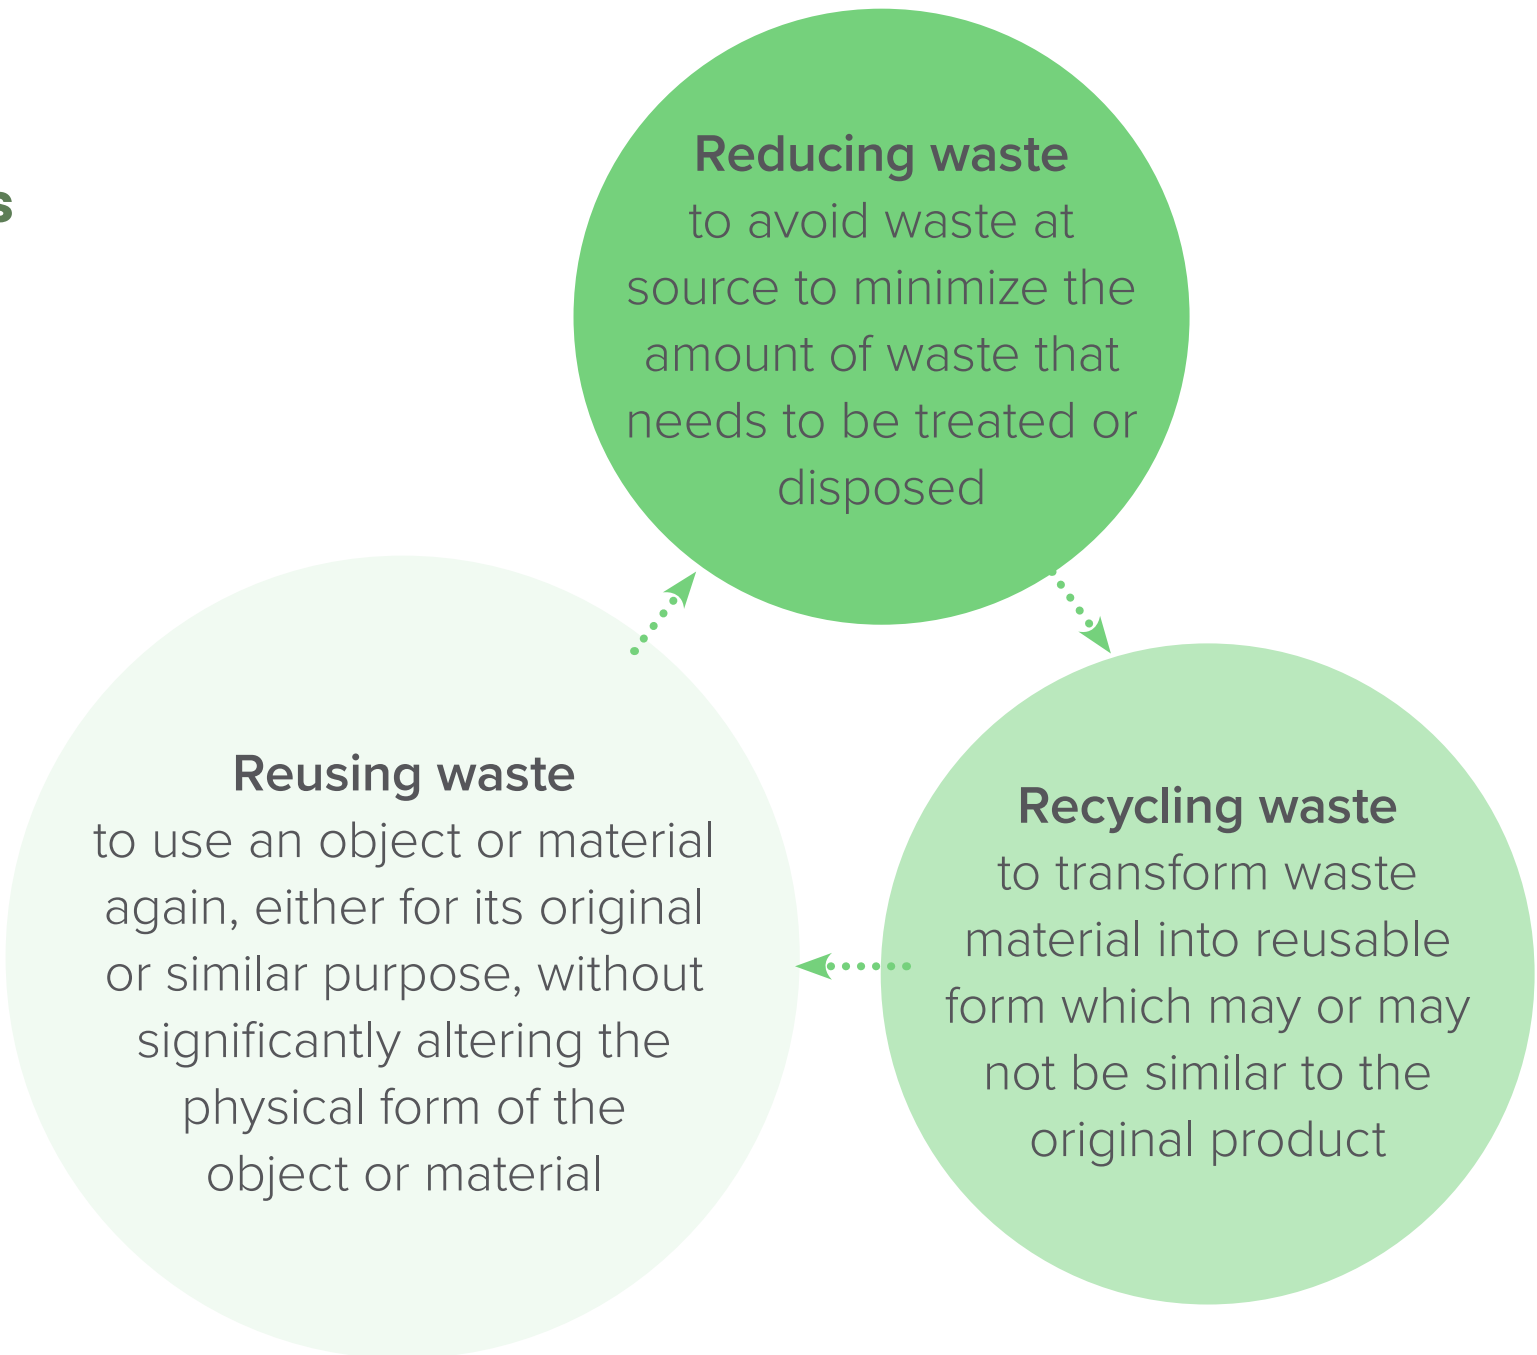 s
Reducing waste
to avoid waste at
source to minimize the
amount of waste that
needs to be treated or
disposed
Reusing waste
to use an object or material
again, either for its original
or similar purpose, without
significantly altering the
physical form of the
object or material
Recycling waste
to transform waste
material into reusable
form which may or may
not be similar to the
original product